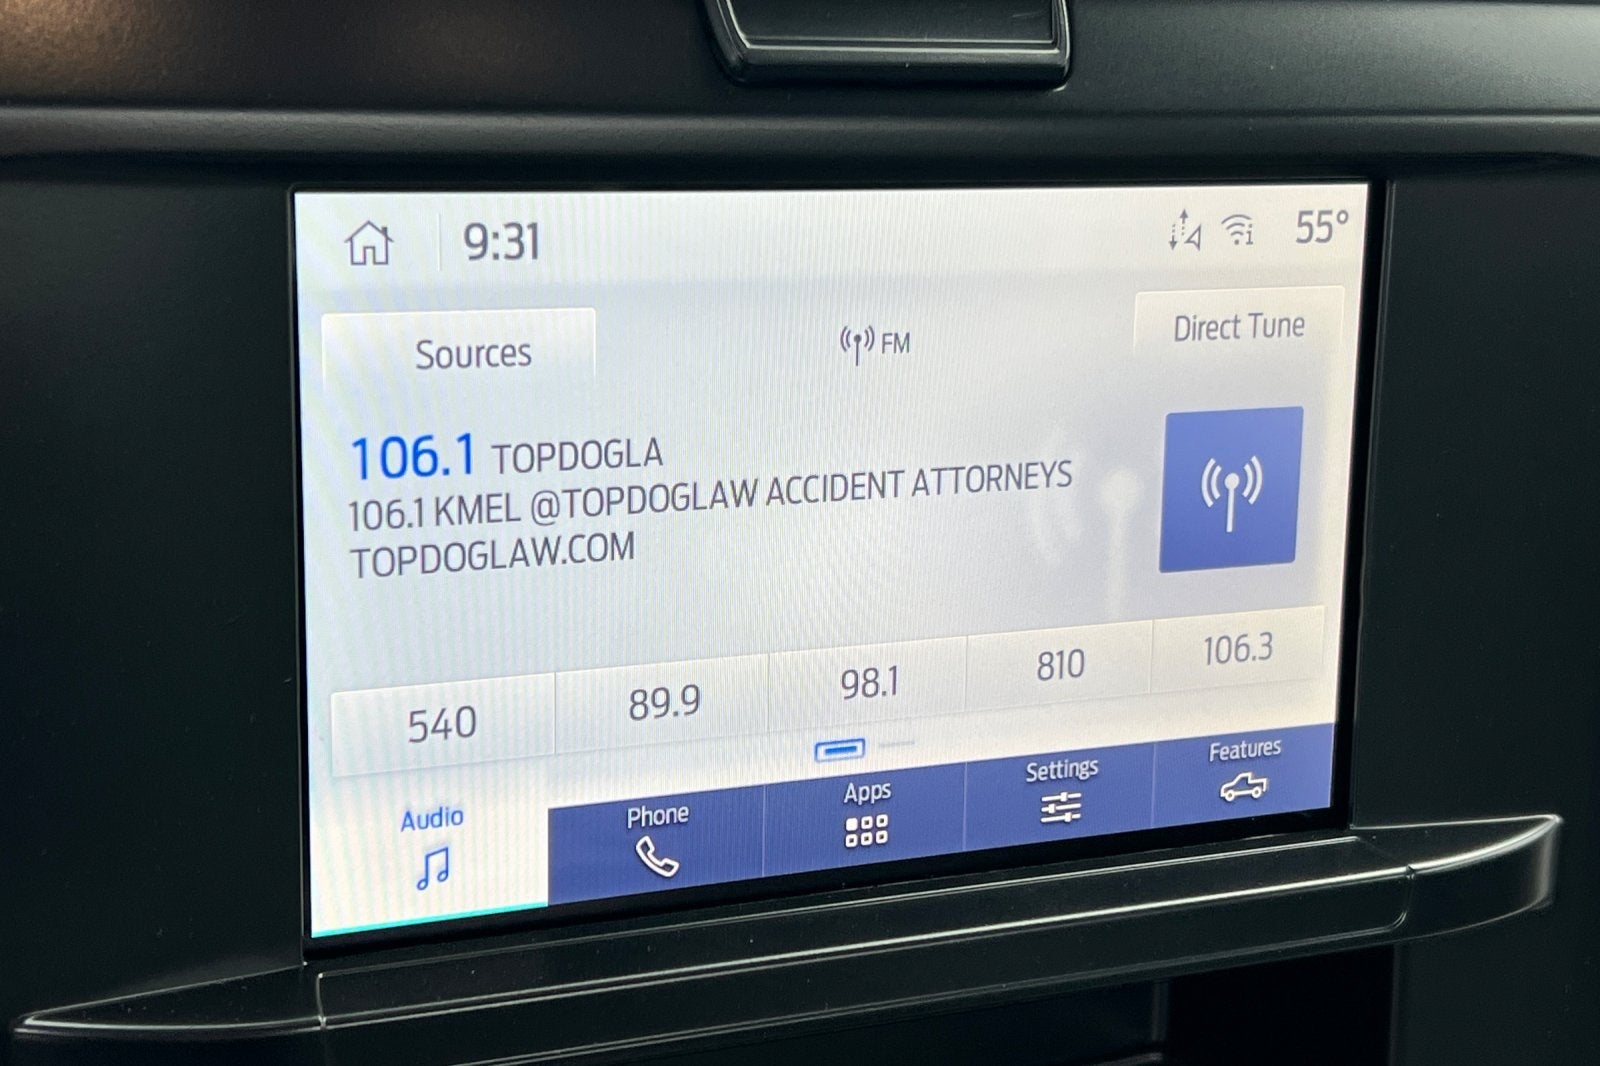 9:31
55°
Sources
FM
Direct Tune
106.1 TOPDOGLA
106.1 KMEL @TOPDOGLAW ACCIDENT ATTORNEYS
TOPDOGLAW.COM
540
89.9
98.1
810
106.3
Audio
Phone
Apps
Settings
Features